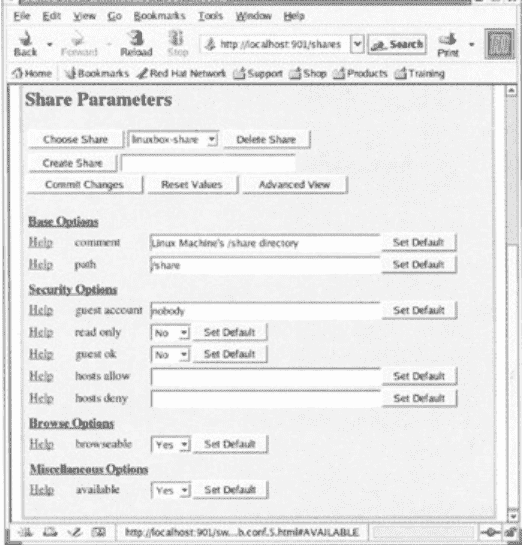 File Edit View Go Bookmarks Tools Window Help
Back Forward Reload Stop http://localhost:901/shares Search Print
Home Bookmarks Red Hat Network Support Shop Products Training
Share Parameters
Choose Share linuxbox-share Delete Share
Create Share
Commit Changes Reset Values Advanced View
Base Options
Help comment Linux Machine's /share directory Set Default
Help path /share Set Default
Security Options
Help guest account nobody Set Default
Help read only No Set Default
Help guest ok No Set Default
Help hosts allow Set Default
Help hosts deny Set Default
Browse Options
Help browseable Yes Set Default
Miscellaneous Options
Help available Yes Set Default
http://localhost:901/sw...b.conf.5.html#AVAILABLE